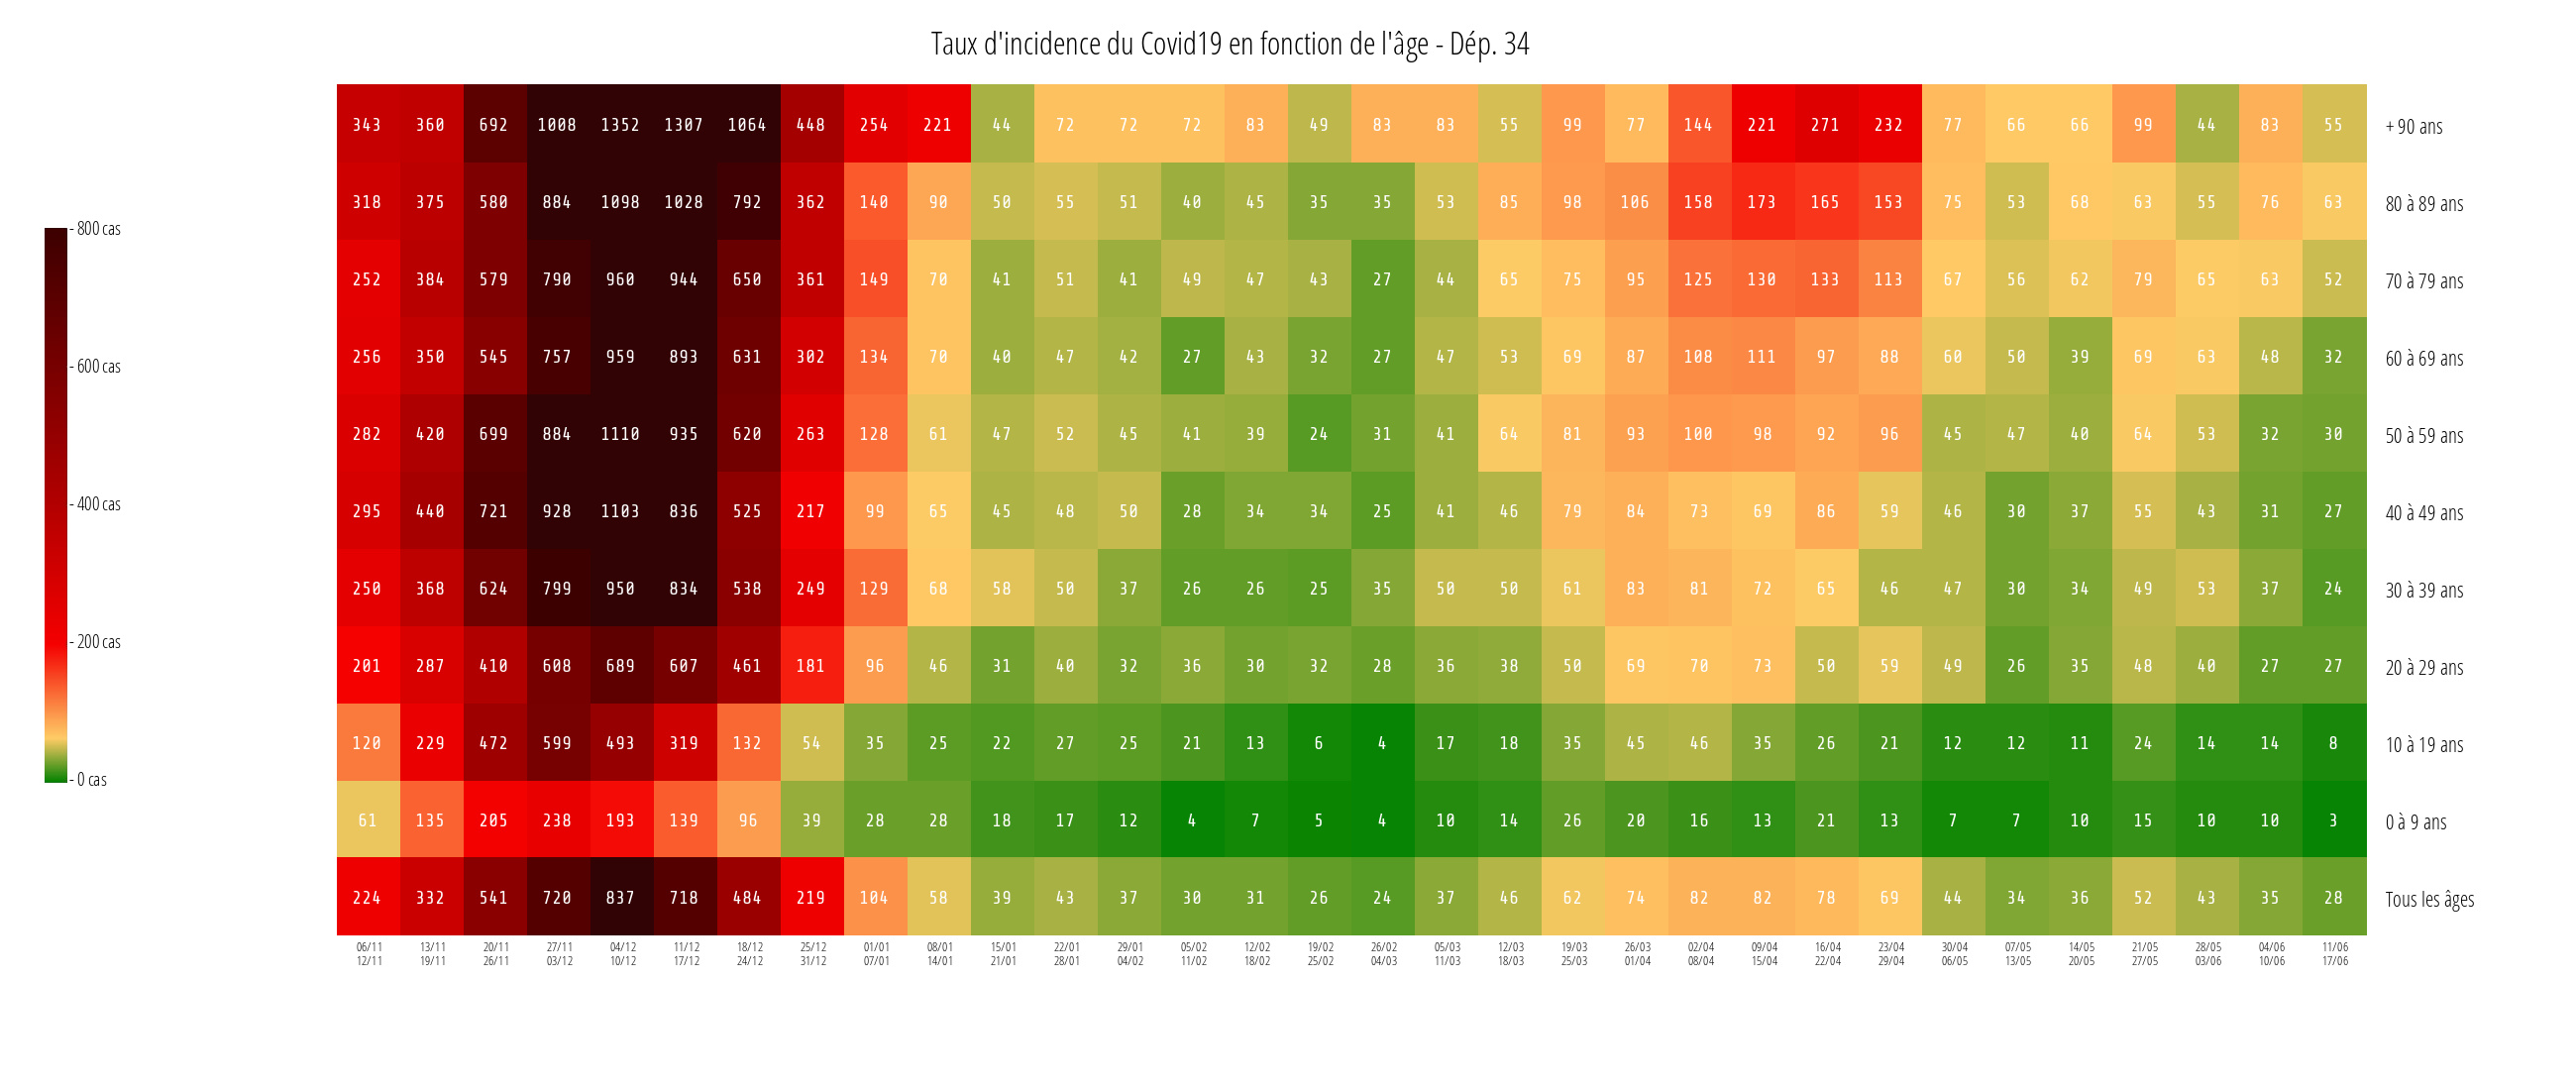 Taux d'incidence du Covid19 en fonction de l'âge - Dép. 34
- 800 cas
- 600 cas
- 400 cas
- 200 cas
- 0 cas
343 360 692 1008 1352 1307 1064 448 254 221 44 72 72 72 83 49 83 83 55 99 77 144 221 271 232 77 66 66 99 44 83 55 + 90 ans
318 375 580 884 1098 1028 792 362 140 90 50 55 51 40 45 35 35 53 85 98 106 158 173 165 153 75 53 68 63 55 76 63 80 à 89 ans
252 384 579 790 960 944 650 361 149 70 41 51 41 49 47 43 27 44 65 75 95 125 130 133 113 67 56 62 79 65 63 52 70 à 79 ans
256 350 545 757 959 893 631 302 134 70 40 47 42 27 43 32 27 47 53 69 87 108 111 97 88 60 50 39 69 63 48 32 60 à 69 ans
282 420 699 884 1110 935 620 263 128 61 47 52 45 41 39 24 31 41 64 81 93 100 98 92 96 45 47 40 64 53 32 30 50 à 59 ans
295 440 721 928 1103 836 525 217 99 65 45 48 50 28 34 34 25 41 46 79 84 73 69 86 59 46 30 37 55 43 31 27 40 à 49 ans
250 368 624 799 950 834 538 249 129 68 58 50 37 26 26 25 35 50 50 61 83 81 72 65 46 47 30 34 49 53 37 24 30 à 39 ans
201 287 410 608 689 607 461 181 96 46 31 40 32 36 30 32 28 36 38 50 69 70 73 50 59 49 26 35 48 40 27 27 20 à 29 ans
120 229 472 599 493 319 132 54 35 25 22 27 25 21 13 6 4 17 18 35 45 46 35 26 21 12 12 11 24 14 14 8 10 à 19 ans
61 135 205 238 193 139 96 39 28 28 18 17 12 4 7 5 4 10 14 26 20 16 13 21 13 7 7 10 15 10 10 3 0 à 9 ans
224 332 541 720 837 718 484 219 104 58 39 43 37 30 31 26 24 37 46 62 74 82 82 78 69 44 34 36 52 43 35 28 Tous les âges
06/11 13/11 20/11 27/11 04/12 11/12 18/12 25/12 01/01 08/01 15/01 22/01 29/01 05/02 12/02 19/02 26/02 05/03 12/03 19/03 26/03 02/04 09/04 16/04 23/04 30/04 07/05 14/05 21/05 28/05 04/06 11/06
12/11 19/11 26/11 03/12 10/12 17/12 24/12 31/12 07/01 14/01 21/01 28/01 04/02 11/02 18/02 25/02 04/03 11/03 18/03 25/03 01/04 08/04 15/04 22/04 29/04 06/05 13/05 20/05 27/05 03/06 10/06 17/06